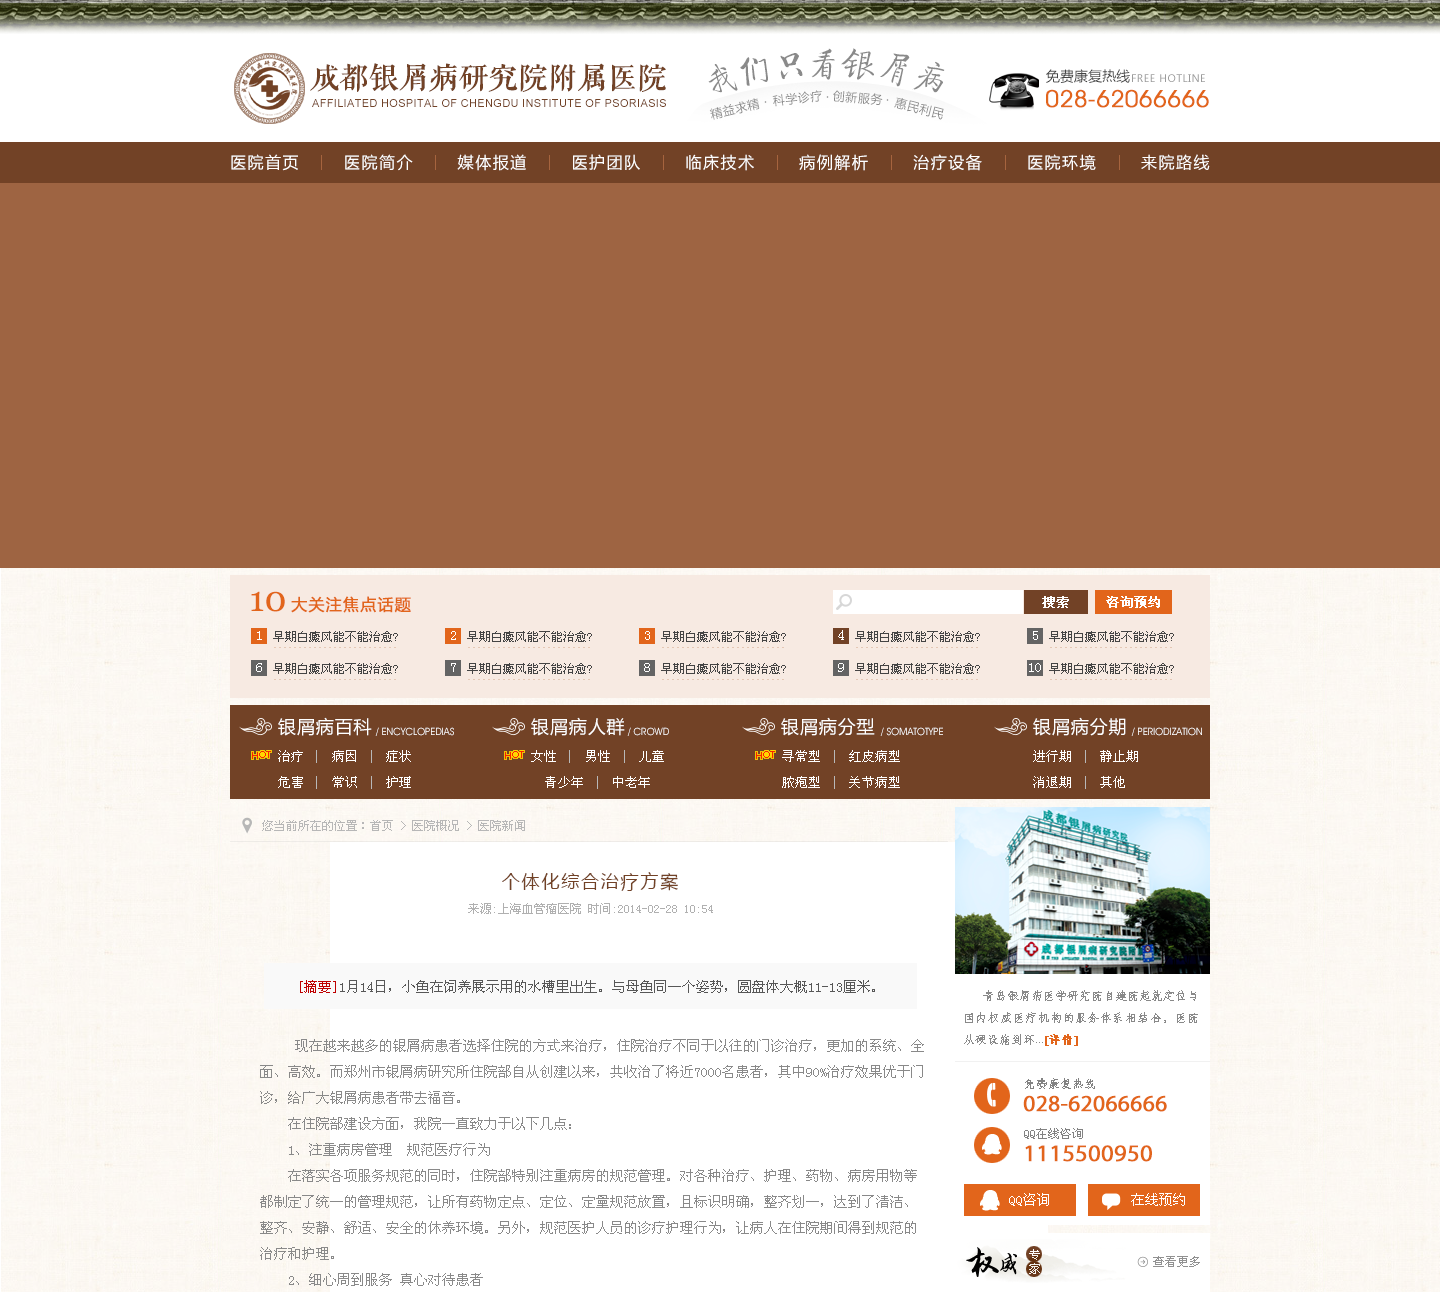 成都银屑病研究院附属医院
AFFILIATED HOSPITAL OF CHENGDU INSTITUTE OF PSORIASIS
我们只看银屑病
精益求精 · 科学诊疗 · 创新服务 · 惠民利民
免费康复热线FREE HOTLINE
028-62066666
医院首页 医院简介 媒体报道 医护团队 临床技术 病例解析 治疗设备 医院环境 来院路线
10 大关注焦点话题
搜索 咨询预约
1 早期白癜风能不能治愈? 2 早期白癜风能不能治愈? 3 早期白癜风能不能治愈? 4 早期白癜风能不能治愈? 5 早期白癜风能不能治愈?
6 早期白癜风能不能治愈? 7 早期白癜风能不能治愈? 8 早期白癜风能不能治愈? 9 早期白癜风能不能治愈? 10 早期白癜风能不能治愈?
银屑病百科 / ENCYCLOPEDIAS 银屑病人群 / CROWD 银屑病分型 / SOMATOTYPE 银屑病分期 / PERIODIZATION
HOT 治疗 | 病因 | 症状 HOT 女性 | 男性 | 儿童 HOT 寻常型 | 红皮病型 进行期 | 静止期
危害 | 常识 | 护理 青少年 | 中老年 脓疱型 | 关节病型 消退期 | 其他
您当前所在的位置：首页 > 医院概况 > 医院新闻
个体化综合治疗方案
来源:上海血管瘤医院 时间:2014-02-28 10:54
[摘要]1月14日，小鱼在饲养展示用的水槽里出生。与母鱼同一个姿势，圆盘体大概11-13厘米。
现在越来越多的银屑病患者选择住院的方式来治疗，住院治疗不同于以往的门诊治疗，更加的系统、全
面、高效。而郑州市银屑病研究所住院部自从创建以来，共收治了将近7000名患者，其中90%治疗效果优于门
诊，给广大银屑病患者带去福音。
在住院部建设方面，我院一直致力于以下几点：
1、注重病房管理 规范医疗行为
在落实各项服务规范的同时，住院部特别注重病房的规范管理。对各种治疗、护理、药物、病房用物等
都制定了统一的管理规范，让所有药物定点、定位、定量规范放置，且标识明确，整齐划一，达到了清洁、
整齐、安静、舒适、安全的休养环境。另外，规范医护人员的诊疗护理行为，让病人在住院期间得到规范的
治疗和护理。
2、细心周到服务 真心对待患者
成都银屑病研究院
成都银屑病研究院附
青岛银屑病医学研究院自建院起就定位与
国内权威医疗机构的服务体系相结合。医院
从硬设施到环...[详情]
免费康复热线
028-62066666
QQ在线咨询
1115500950
QQ咨询 在线预约
权威专家
查看更多